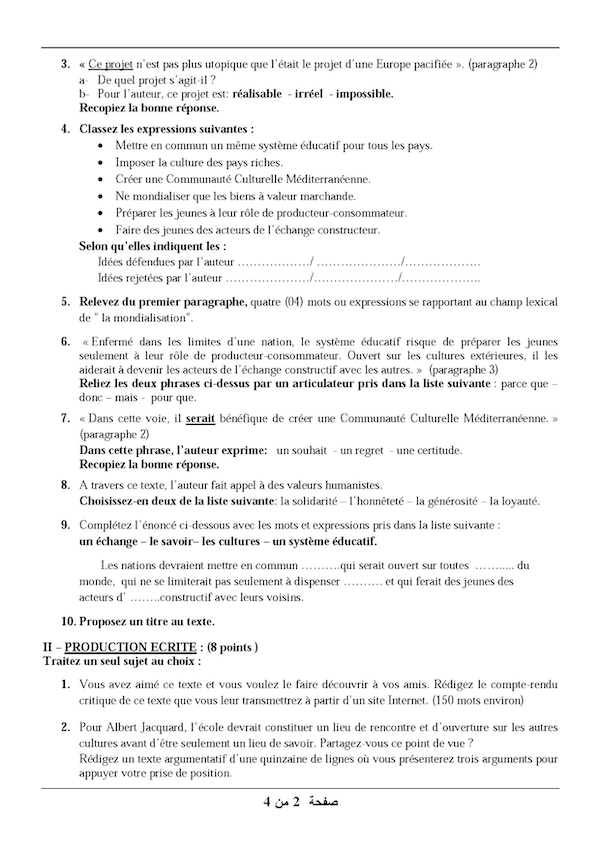 3. « Ce projet n'est pas plus utopique que l'était le projet d'une Europe pacifiée ». (paragraphe 2)
a- De quel projet s'agit-il ?
b- Pour l'auteur, ce projet est: réalisable - irréel - impossible.
Recopiez la bonne réponse.
4. Classez les expressions suivantes :
• Mettre en commun un même système éducatif pour tous les pays.
• Imposer la culture des pays riches.
• Créer une Communauté Culturelle Méditerranéenne.
• Ne mondialiser que les biens à valeur marchande.
• Préparer les jeunes à leur rôle de producteur-consommateur.
• Faire des jeunes des acteurs de l'échange constructeur.
Selon qu'elles indiquent les :
Idées défendues par l'auteur ………………/ …………………/……………….
Idées rejetées par l'auteur …………………/…………………/………………..
5. Relevez du premier paragraphe, quatre (04) mots ou expressions se rapportant au champ lexical
de " la mondialisation".
6. « Enfermé dans les limites d'une nation, le système éducatif risque de préparer les jeunes
seulement à leur rôle de producteur-consommateur. Ouvert sur les cultures extérieures, il les
aiderait à devenir les acteurs de l'échange constructif avec les autres. » (paragraphe 3)
Reliez les deux phrases ci-dessus par un articulateur pris dans la liste suivante : parce que –
donc – mais - pour que.
7. « Dans cette voie, il serait bénéfique de créer une Communauté Culturelle Méditerranéenne. »
(paragraphe 2)
Dans cette phrase, l'auteur exprime: un souhait - un regret - une certitude.
Recopiez la bonne réponse.
8. A travers ce texte, l'auteur fait appel à des valeurs humanistes.
Choisissez-en deux de la liste suivante: la solidarité – l'honnêteté – la générosité – la loyauté.
9. Complétez l'énoncé ci-dessous avec les mots et expressions pris dans la liste suivante :
un échange – le savoir– les cultures – un système éducatif.
Les nations devraient mettre en commun ……….qui serait ouvert sur toutes ……..... du
monde, qui ne se limiterait pas seulement à dispenser ………. et qui ferait des jeunes des
acteurs d' ……..constructif avec leurs voisins.
10. Proposez un titre au texte.
II – PRODUCTION ECRITE : (8 points )
Traitez un seul sujet au choix :
1. Vous avez aimé ce texte et vous voulez le faire découvrir à vos amis. Rédigez le compte-rendu
critique de ce texte que vous leur transmettrez à partir d'un site Internet. (150 mots environ)
2. Pour Albert Jacquard, l'école devrait constituer un lieu de rencontre et d'ouverture sur les autres
cultures avant d'être seulement un lieu de savoir. Partagez-vous ce point de vue ?
Rédigez un texte argumentatif d'une quinzaine de lignes où vous présenterez trois arguments pour
appuyer votre prise de position.
صفحة 2 من 4